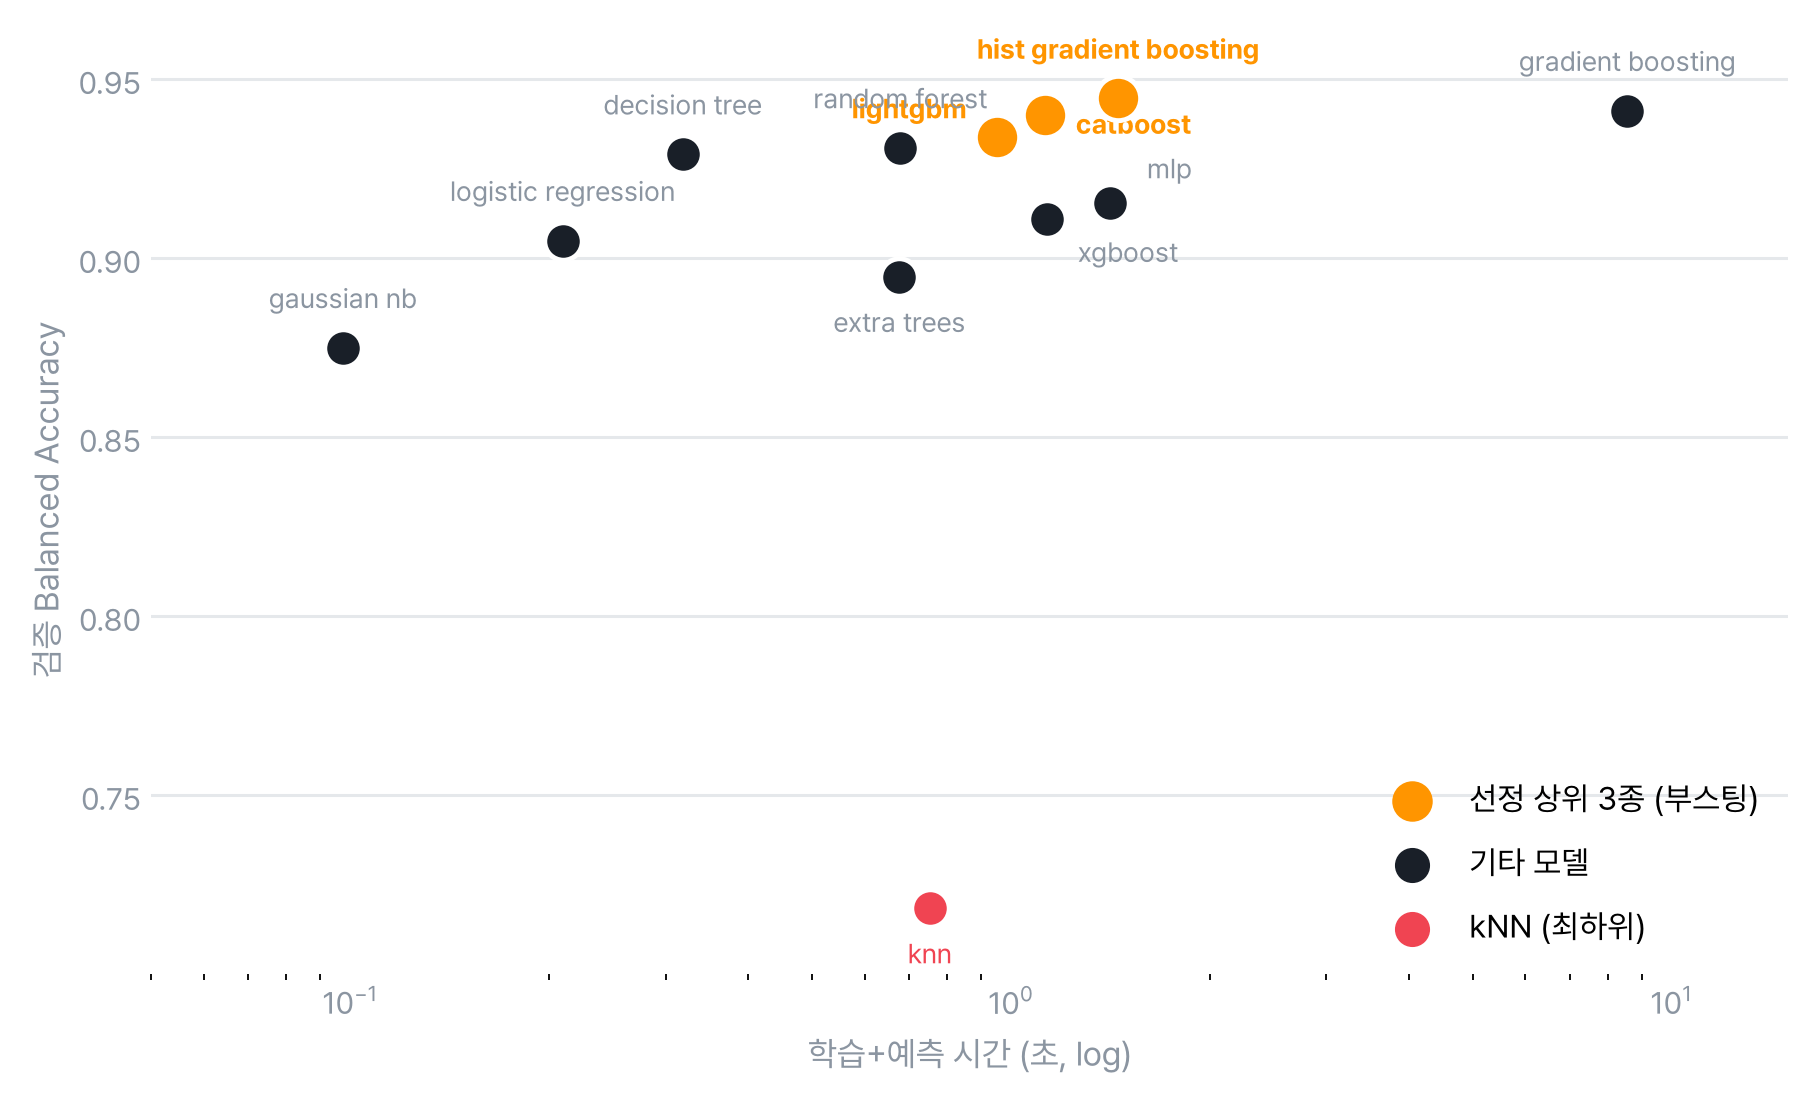 hist gradient boosting
gradient boosting
0.95
decision tree
random forest
lightgbm
catboost
mlp
logistic regression
xgboost
0.90
gaussian nb
extra trees
0.85
검증 Balanced Accuracy
0.80
0.75
선정 상위 3종 (부스팅)
기타 모델
kNN (최하위)
knn
10⁻¹
10⁰
10¹
학습+예측 시간 (초, log)